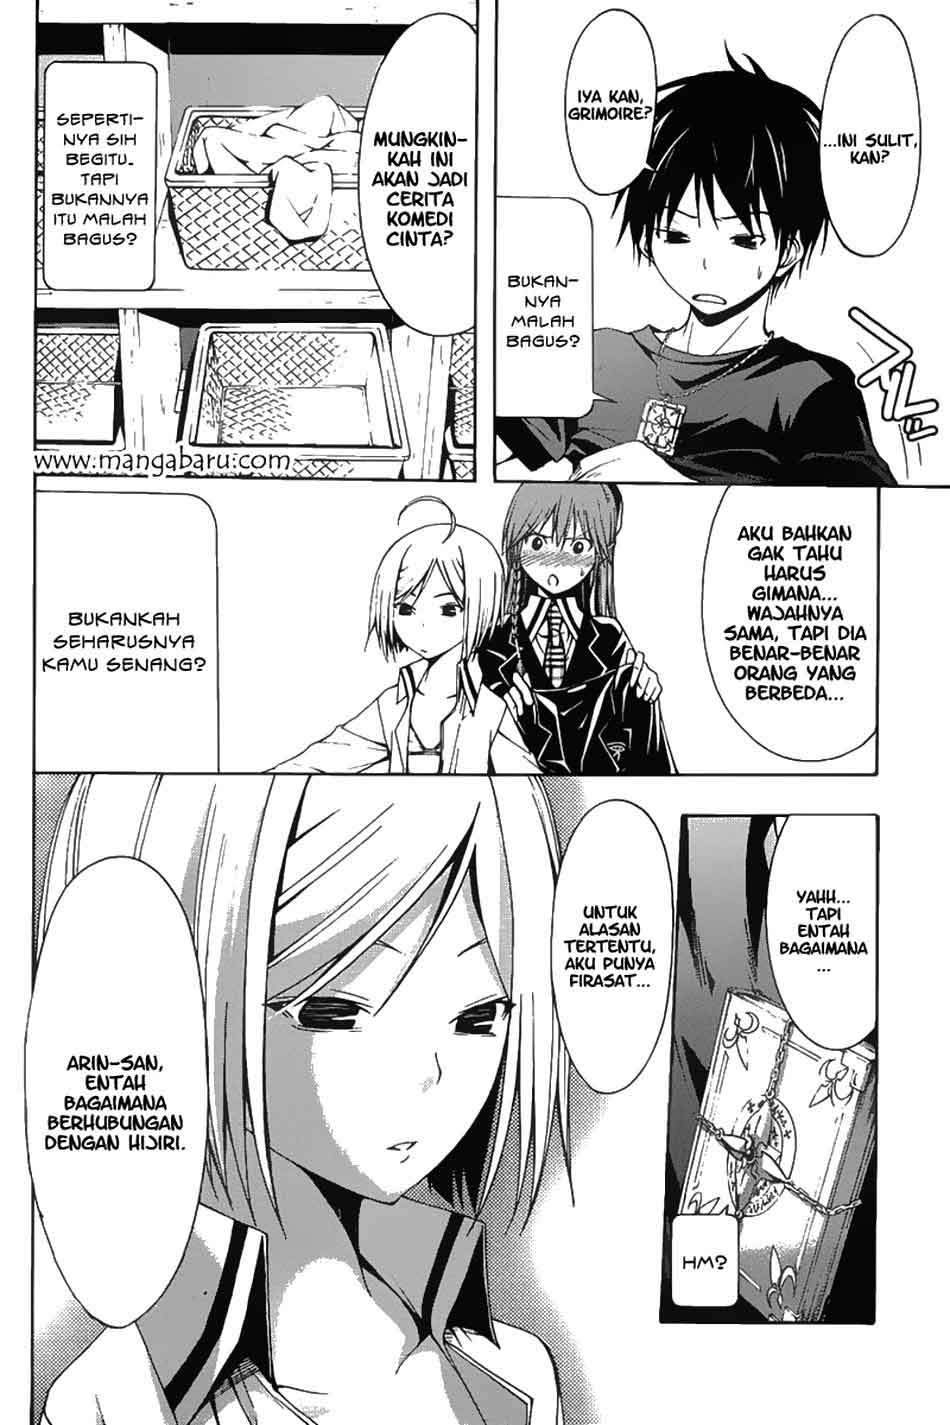 ...INI SULIT,
KAN?
IYA KAN,
GRIMOIRE?
BUKAN-
NYA
MALAH
BAGUS?
MUNGKIN-
KAH INI
AKAN JADI
CERITA
KOMEDI
CINTA?
SEPERTI-
NYA SIH
BEGITU.
TAPI
BUKANNYA
ITU MALAH
BAGUS?
www.mangabaru.com
AKU BAHKAN
GAK TAHU
HARUS
GIMANA...
WAJAHNYA
SAMA, TAPI DIA
BENAR-BENAR
ORANG YANG
BERBEDA...
BUKANKAH
SEHARUSNYA
KAMU SENANG?
YAHH...
TAPI
ENTAH
BAGAIMANA
...
HM?
UNTUK
ALASAN
TERTENTU,
AKU PUNYA
FIRASAT...
ARIN-SAN,
ENTAH
BAGAIMANA
BERHUBUNGAN
DENGAN HIJIRI.